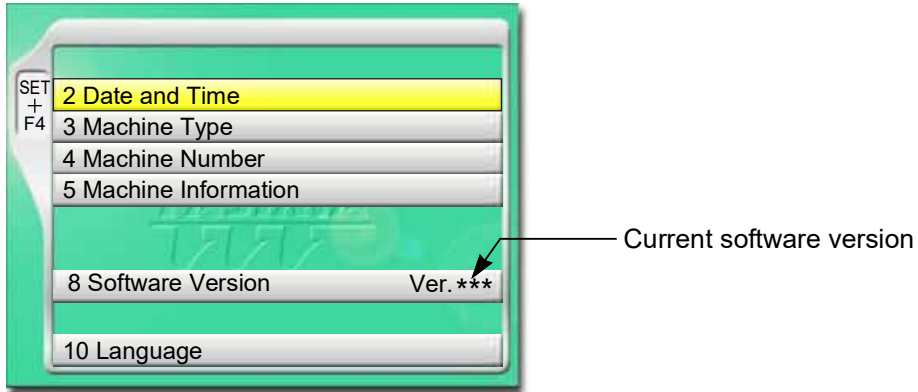 SET
+
F4
2 Date and Time
3 Machine Type
4 Machine Number
5 Machine Information
8 Software Version Ver.***
10 Language
Current software version